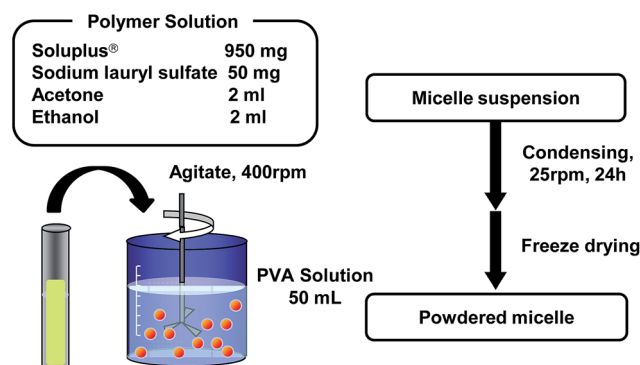 Polymer Solution
Soluplus® 950 mg
Sodium lauryl sulfate 50 mg
Acetone 2 ml
Ethanol 2 ml
Agitate, 400rpm
PVA Solution
50 mL
Micelle suspension
Condensing,
25rpm, 24h
Freeze drying
Powdered micelle